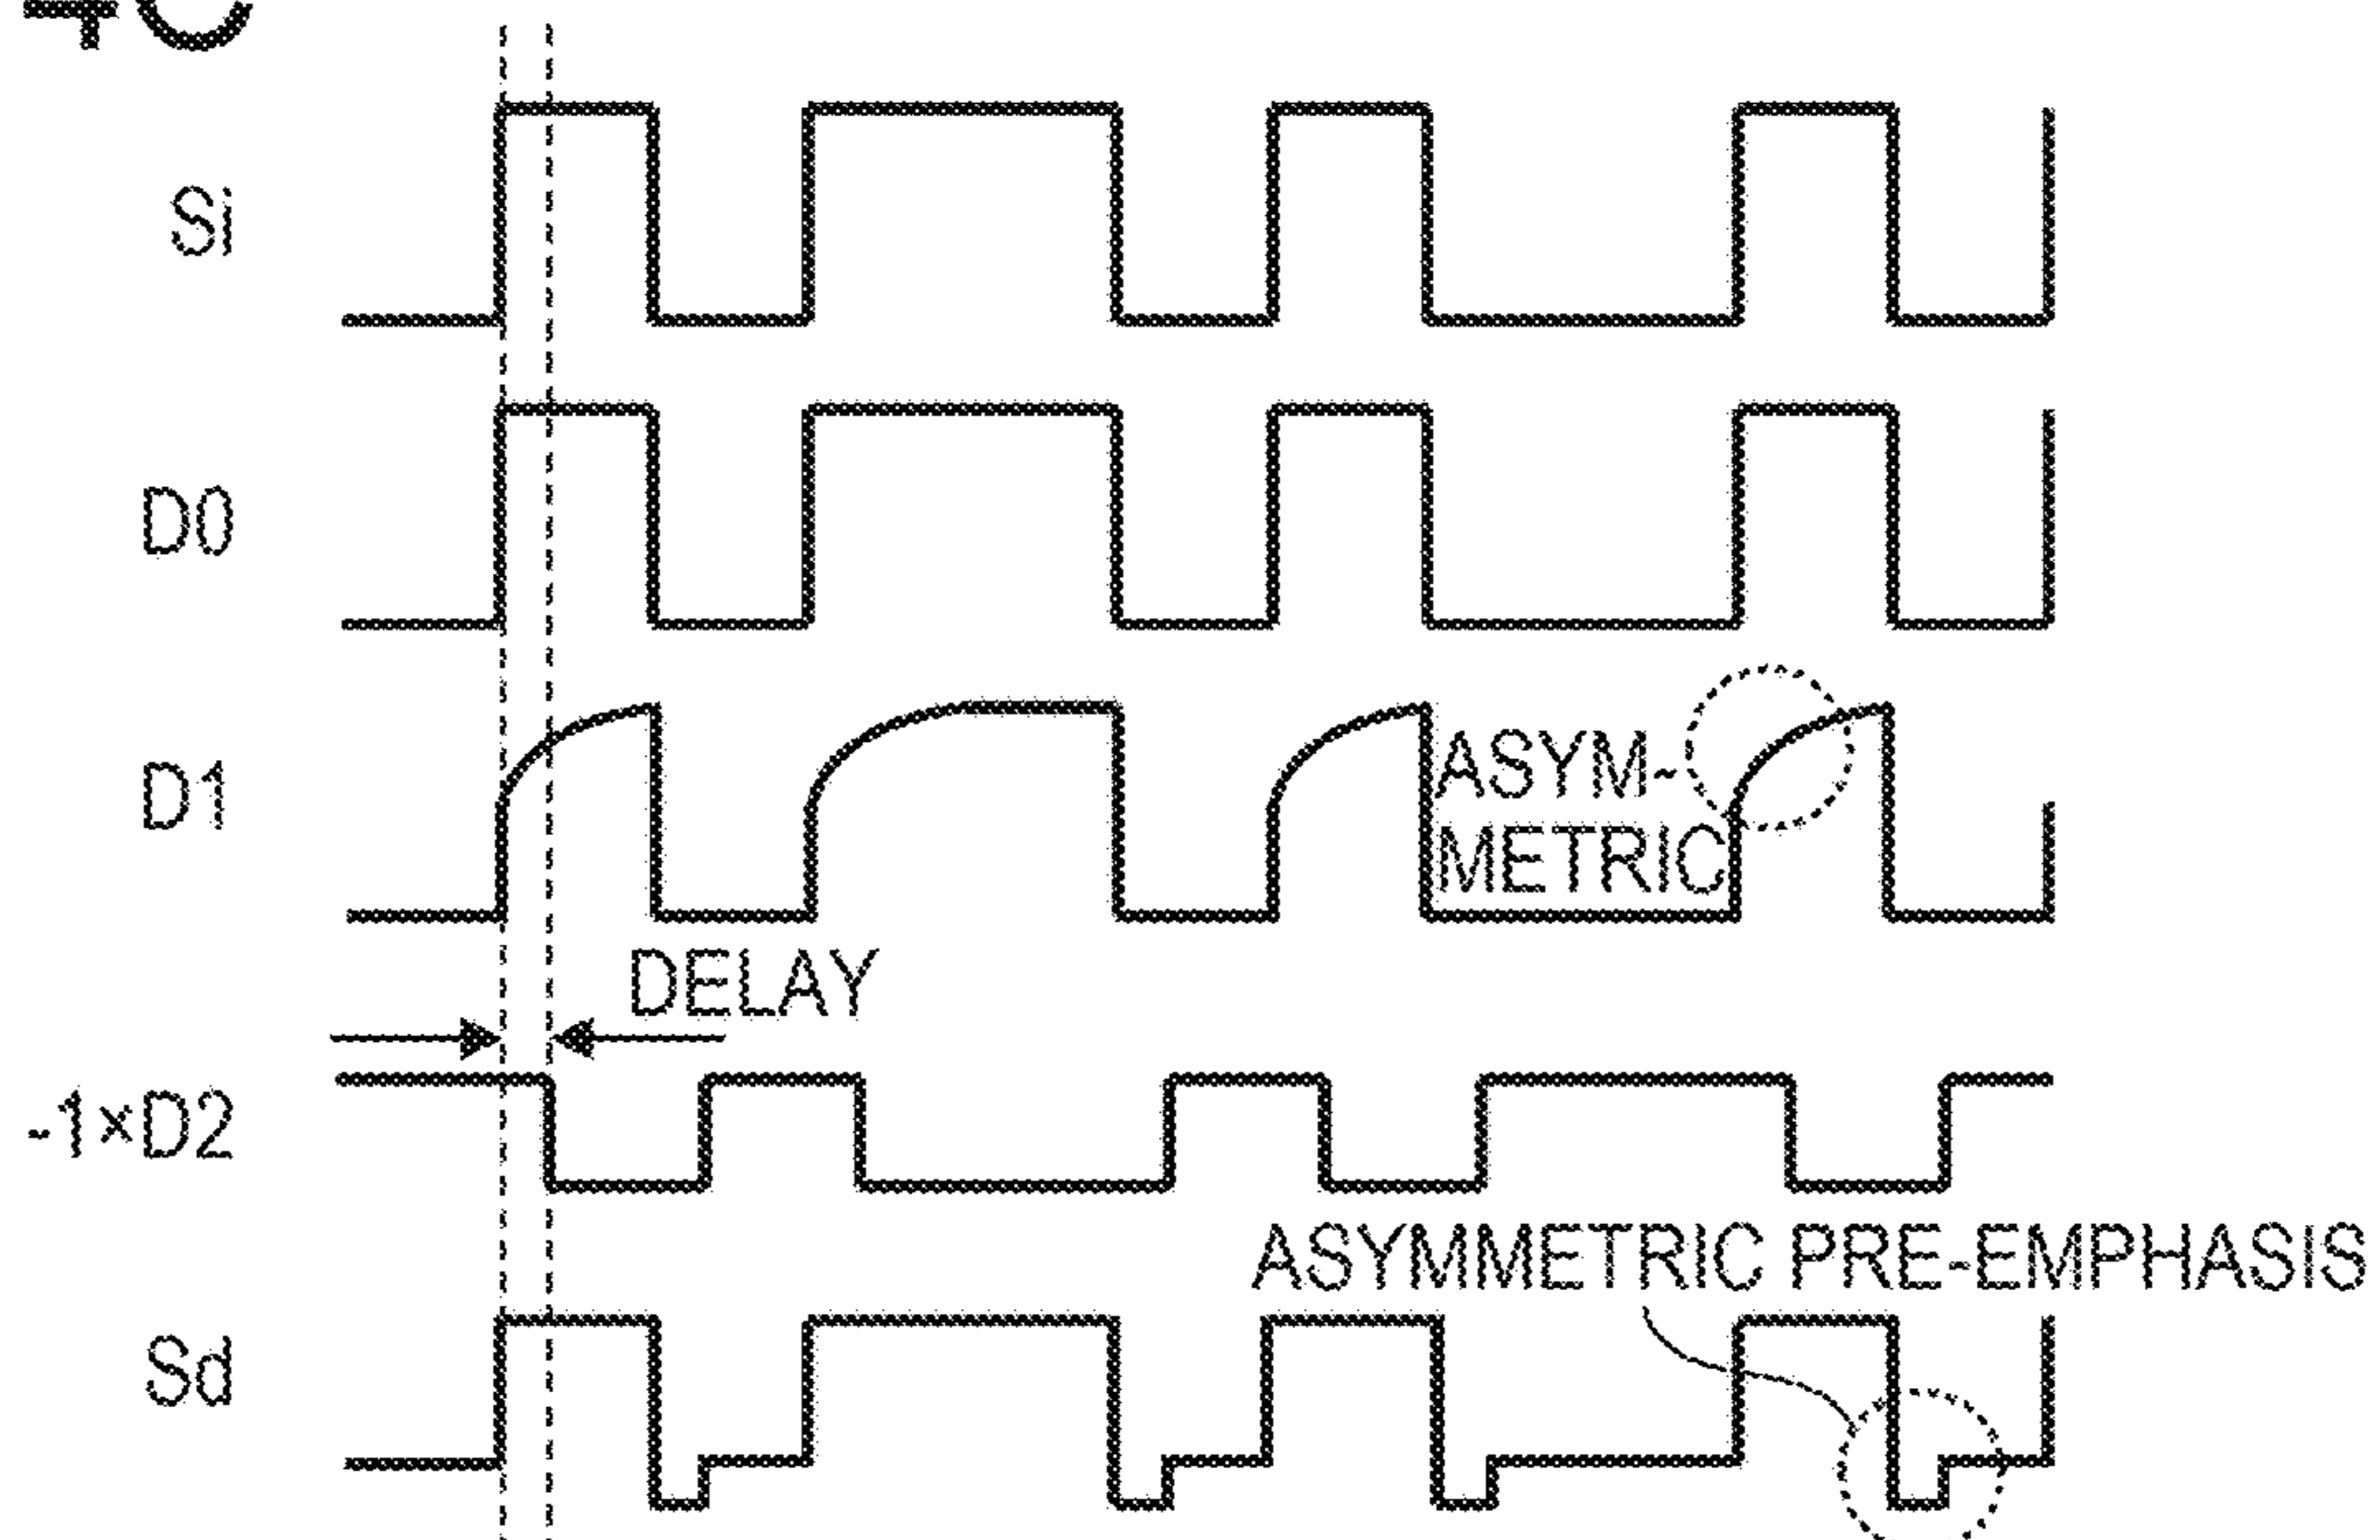 Si
D0
D1
ASYM-
METRIC
DELAY
-1×D2
ASYMMETRIC PRE-EMPHASIS
Sd